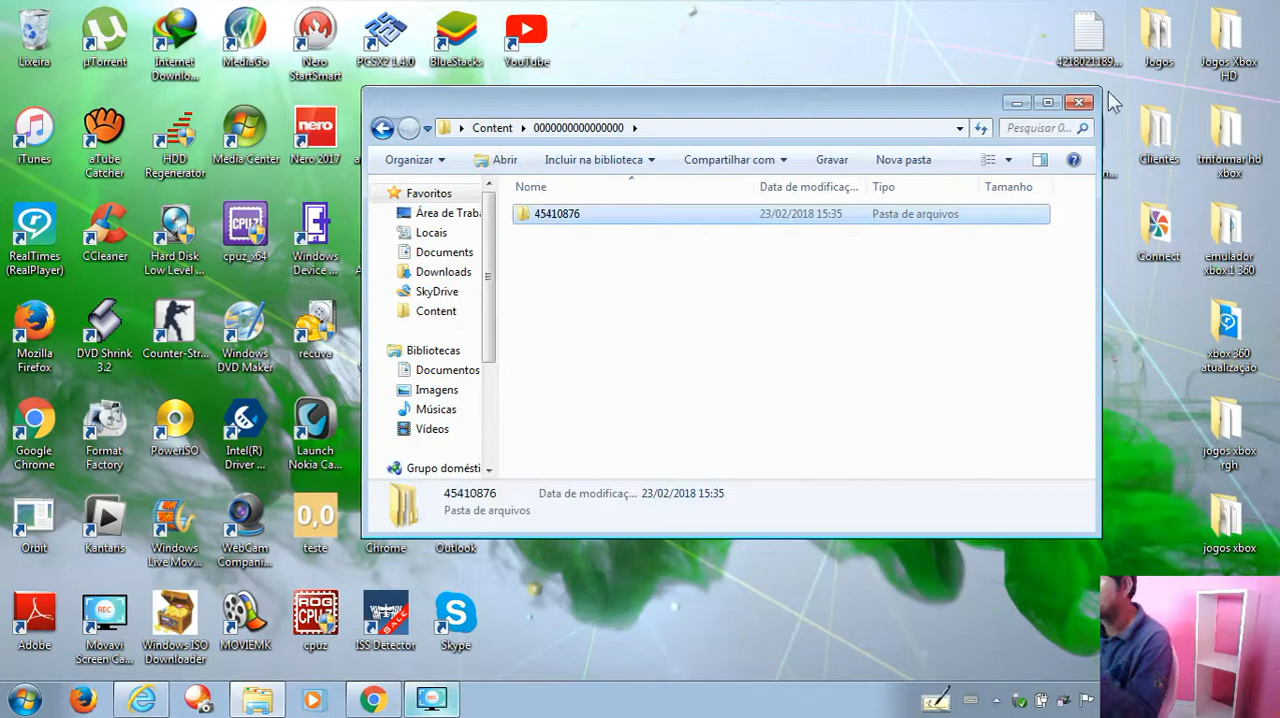 Lixeira
µTorrent
Internet
Downlo...
MediaGo
Nero
StartSmart
PCSX2 1.4.0
BlueStacks
YouTube
4218021189...
Jogos
Jogos Xbox
HD
Content
0000000000000000
Pesquisar 0...
Organizar
Abrir
Incluir na biblioteca
Compartilhar com
Gravar
Nova pasta
Favoritos
Área de Trab
Locais
Documents
Downloads
SkyDrive
Content
Bibliotecas
Documentos
Imagens
Músicas
Vídeos
Grupo domésti
Nome
Data de modificaç...
Tipo
Tamanho
45410876
23/02/2018 15:35
Pasta de arquivos
45410876
Data de modificaç... 23/02/2018 15:35
Pasta de arquivos
iTunes
aTube
Catcher
HDD
Regenerator
Media Center
nero
Nero 2017
Clientes
trnformar hd
xbox
RealTimes
(RealPlayer)
CCleaner
Hard Disk
Low Level ...
CPUZ
cpuz_x64
Windows
Device ...
Connect
emulador
xbox 1 360
Mozilla
Firefox
DVD Shrink
3.2
Counter-Str...
Windows
DVD Maker
recuva
xbox 360
atualização
Google
Chrome
Format
Factory
PowerISO
Intel(R)
Driver ...
Launch
Nokia Ca...
jogos xbox
rgh
Orbit
Kantaris
Windows
Live Mov...
WebCam
Compani...
0,0
teste
Chrome
Outlook
jogos xbox
Adobe
REC
Movavi
Screen Ca...
Windows ISO
Downloader
MOVIEMK
ROG
CPUZ
cpuz
SALE
ISS Detector
Skype
REC